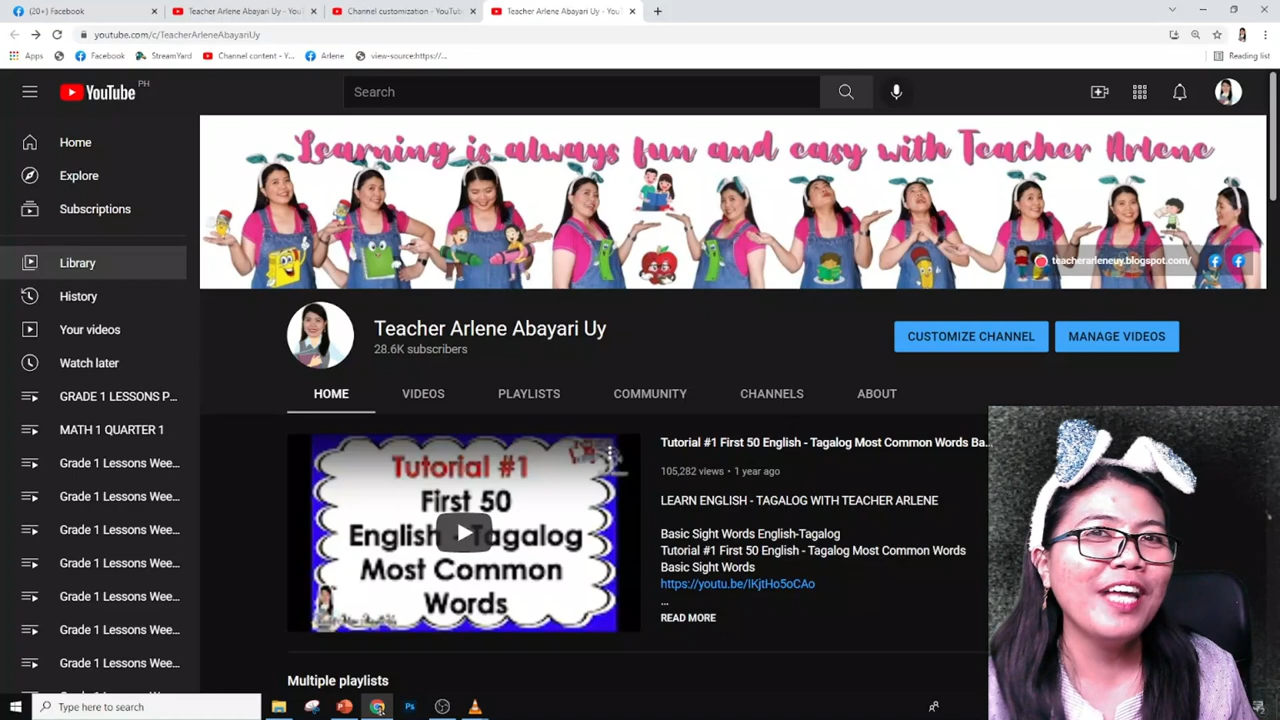 (20+) Facebook
Teacher Arlene Abayari Uy - You
Channel customization - YouTub
Teacher Arlene Abayari Uy - You
youtube.com/c/TeacherArleneAbayariUy
Apps
Facebook
StreamYard
Channel content - Y...
Arlene
view-source:https://...
Reading list
YouTube PH
Search
Learning is always fun and easy with Teacher Arlene
teacherarleneuy.blogspot.com/
Home
Explore
Subscriptions
Library
History
Your videos
Watch later
GRADE 1 LESSONS P...
MATH 1 QUARTER 1
Grade 1 Lessons Wee...
Grade 1 Lessons Wee...
Grade 1 Lessons Wee...
Grade 1 Lessons Wee...
Grade 1 Lessons Wee...
Grade 1 Lessons Wee...
Grade 1 Lessons Wee...
Teacher Arlene Abayari Uy
28.6K subscribers
CUSTOMIZE CHANNEL
MANAGE VIDEOS
HOME
VIDEOS
PLAYLISTS
COMMUNITY
CHANNELS
ABOUT
Tutorial #1
First 50
English - Tagalog
Most Common
Words
Tutorial #1 First 50 English - Tagalog Most Common Words Ba...
105,282 views • 1 year ago
LEARN ENGLISH - TAGALOG WITH TEACHER ARLENE
Basic Sight Words English-Tagalog
Tutorial #1 First 50 English - Tagalog Most Common Words
Basic Sight Words
https://youtu.be/IKjtHo5oCAo
...
READ MORE
Multiple playlists
Type here to search
Ps